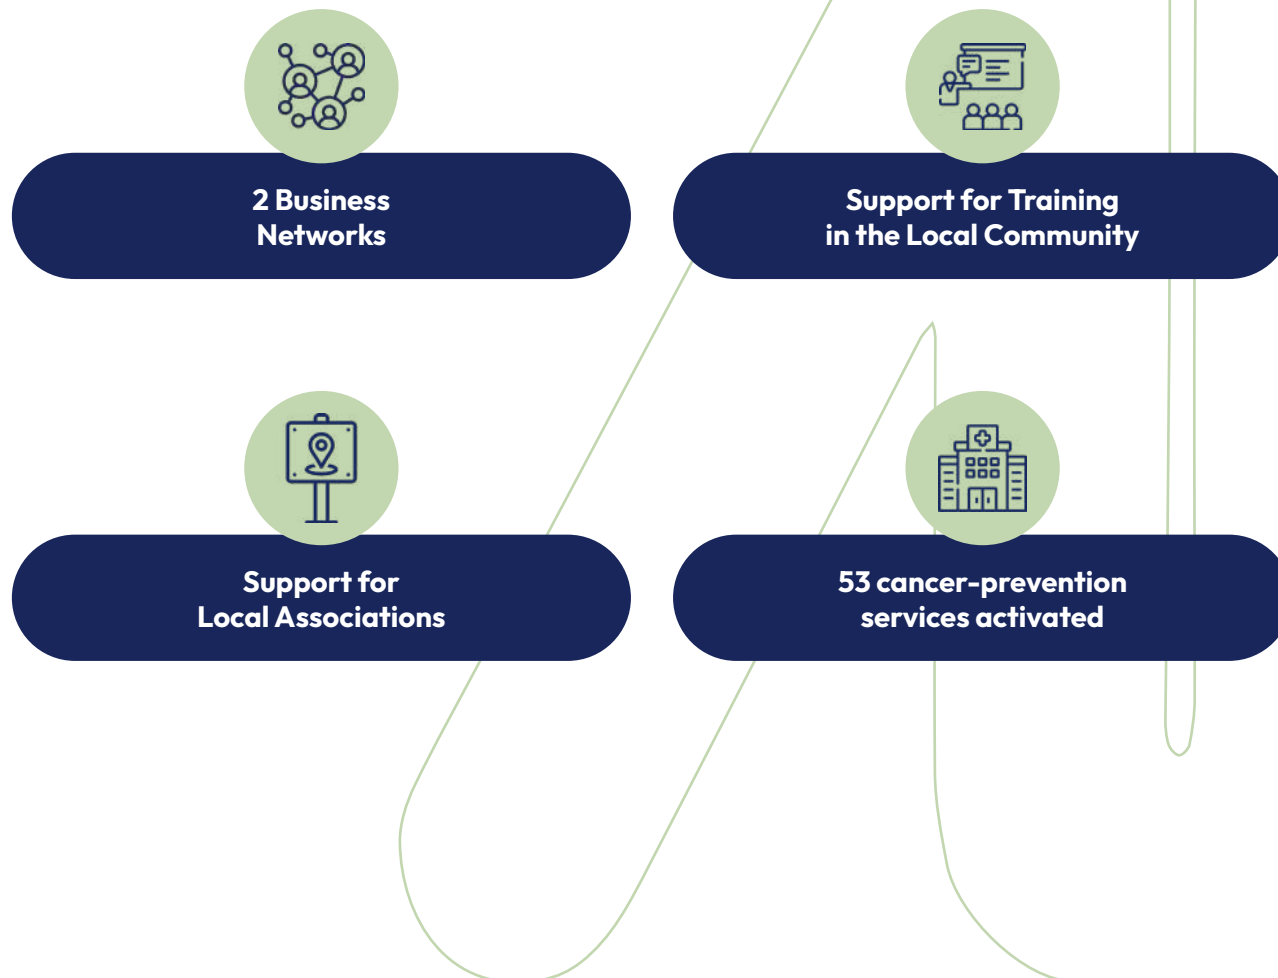 2 Business
Networks
Support for Training
in the Local Community
Support for
Local Associations
53 cancer-prevention
services activated